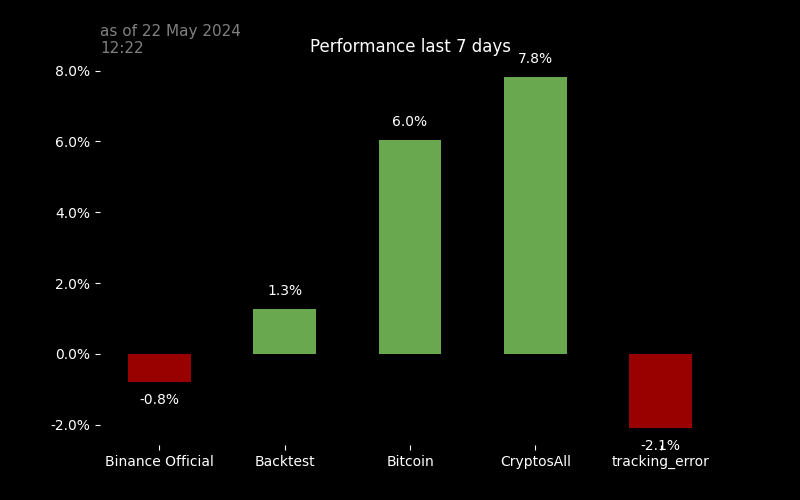 as of 22 May 2024
12:22
Performance last 7 days
8.0%
6.0%
4.0%
2.0%
0.0%
-2.0%
-0.8%
1.3%
6.0%
7.8%
-2.1%
Binance Official
Backtest
Bitcoin
CryptosAll
tracking_error